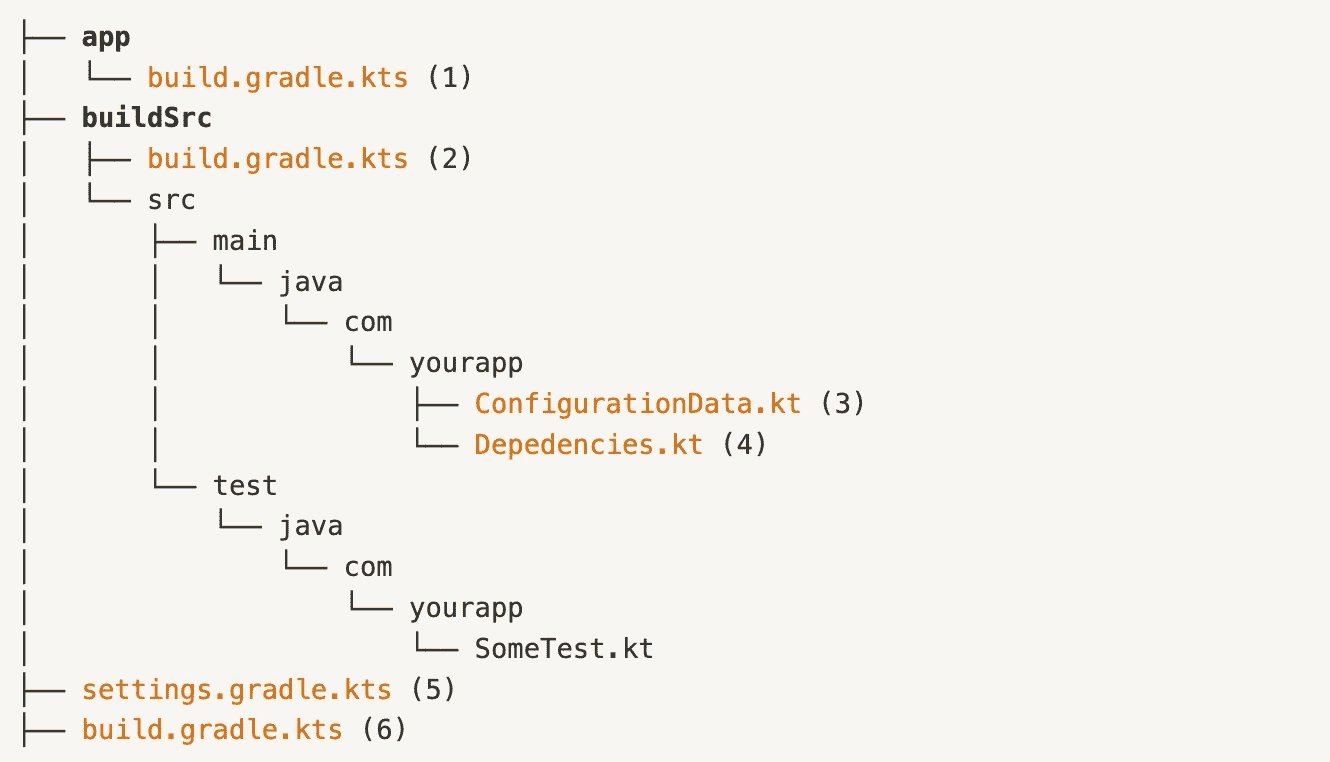 ├── app
│   └── build.gradle.kts (1)
├── buildSrc
│   ├── build.gradle.kts (2)
│   └── src
│       ├── main
│       │   └── java
│       │       └── com
│       │           └── yourapp
│       │               ├── ConfigurationData.kt (3)
│       │               └── Depedencies.kt (4)
│       └── test
│           └── java
│               └── com
│                   └── yourapp
│                       └── SomeTest.kt
├── settings.gradle.kts (5)
├── build.gradle.kts (6)